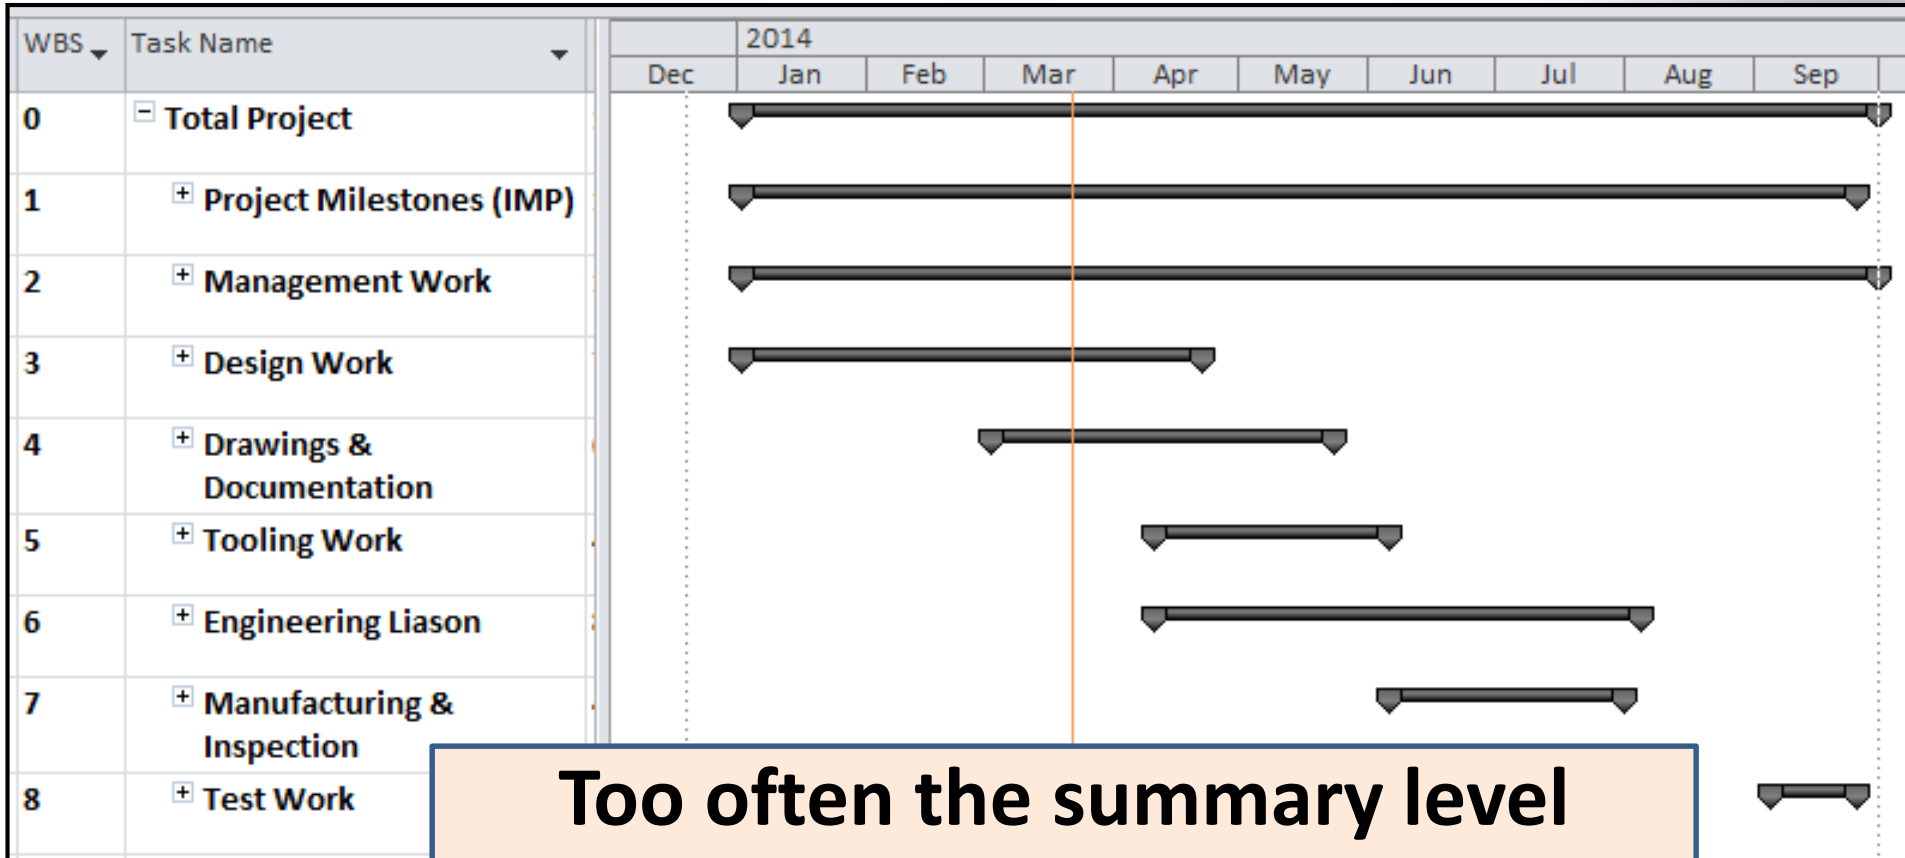 WBS Task Name
2014
Dec Jan Feb Mar Apr May Jun Jul Aug Sep
0 Total Project
1 Project Milestones (IMP)
2 Management Work
3 Design Work
4 Drawings &
Documentation
5 Tooling Work
6 Engineering Liason
7 Manufacturing &
Inspection
8 Test Work
Too often the summary level